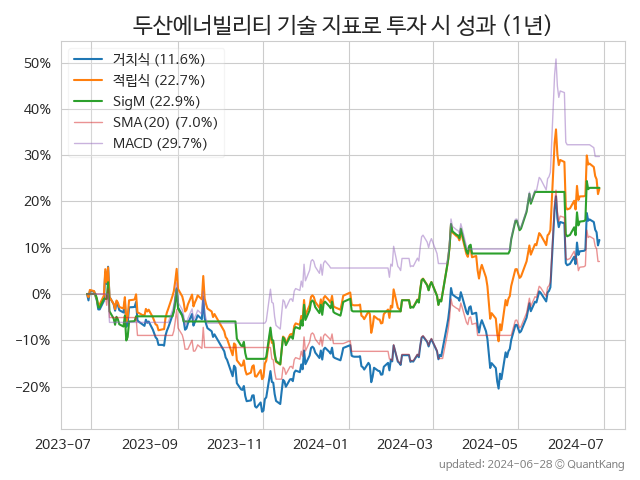 두산에너빌리티 기술 지표로 투자 시 성과 (1년)
거치식 (11.6%)
적립식 (22.7%)
SigM (22.9%)
SMA(20) (7.0%)
MACD (29.7%)
50%
40%
30%
20%
10%
0%
−10%
−20%
2023-07 2023-09 2023-11 2024-01 2024-03 2024-05 2024-07
updated: 2024-06-28 © QuantKang